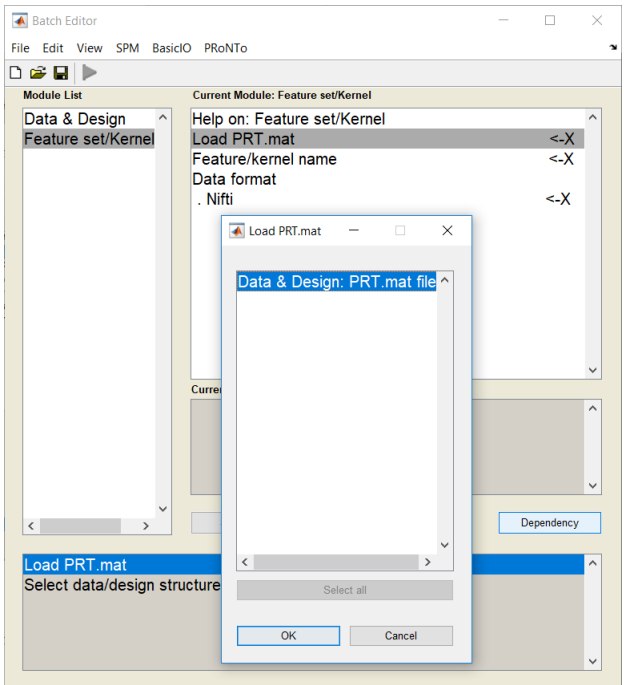 Batch Editor
File Edit View SPM BasicIO PRoNTo
Module List
Current Module: Feature set/Kernel
Data & Design
Feature set/Kernel
Help on: Feature set/Kernel
Load PRT.mat <-X
Feature/kernel name <-X
Data format
. Nifti <-X
Load PRT.mat
Data & Design: PRT.mat file
Select all
OK Cancel
Curre
Dependency
Load PRT.mat
Select data/design structure